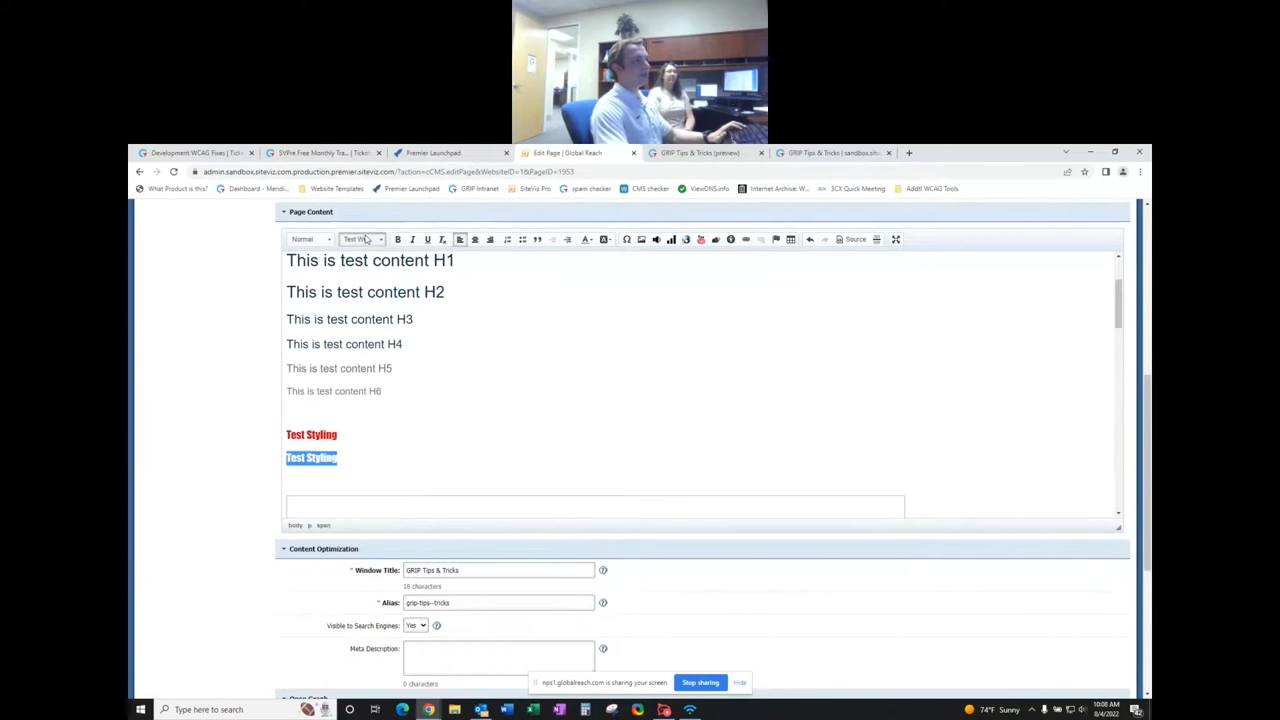 Development WCAG Fixes | Ticke
SVPre.Free Monthly Tra... | Ticket
Premier Launchpad
Edit Page | Global Reach
GRIP Tips & Tricks (preview)
GRIP Tips & Tricks | sandbox.site
admin.sandbox.siteviz.com.production.premier.siteviz.com/?action=cCMS.editPage&WebsiteID=1&PageID=1953
What Product is this? Dashboard - Meridi... Website Templates Premier Launchpad GRIP Intranet SiteViz Pro spam checker CMS checker ViewDNS.info Internet Archive: W... 3CX Quick Meeting Addtl WCAG Tools
Page Content
Normal Test W B I U Source
This is test content H1
This is test content H2
This is test content H3
This is test content H4
This is test content H5
This is test content H6
Test Styling
Test Styling
body p span
Content Optimization
* Window Title: GRIP Tips & Tricks
18 characters
* Alias: grip-tips--tricks
Visible to Search Engines: Yes
Meta Description:
0 characters
nps1.globalreach.com is sharing your screen. Stop sharing Hide
Open Graph
Type here to search
74°F Sunny
10:08 AM
8/4/2022